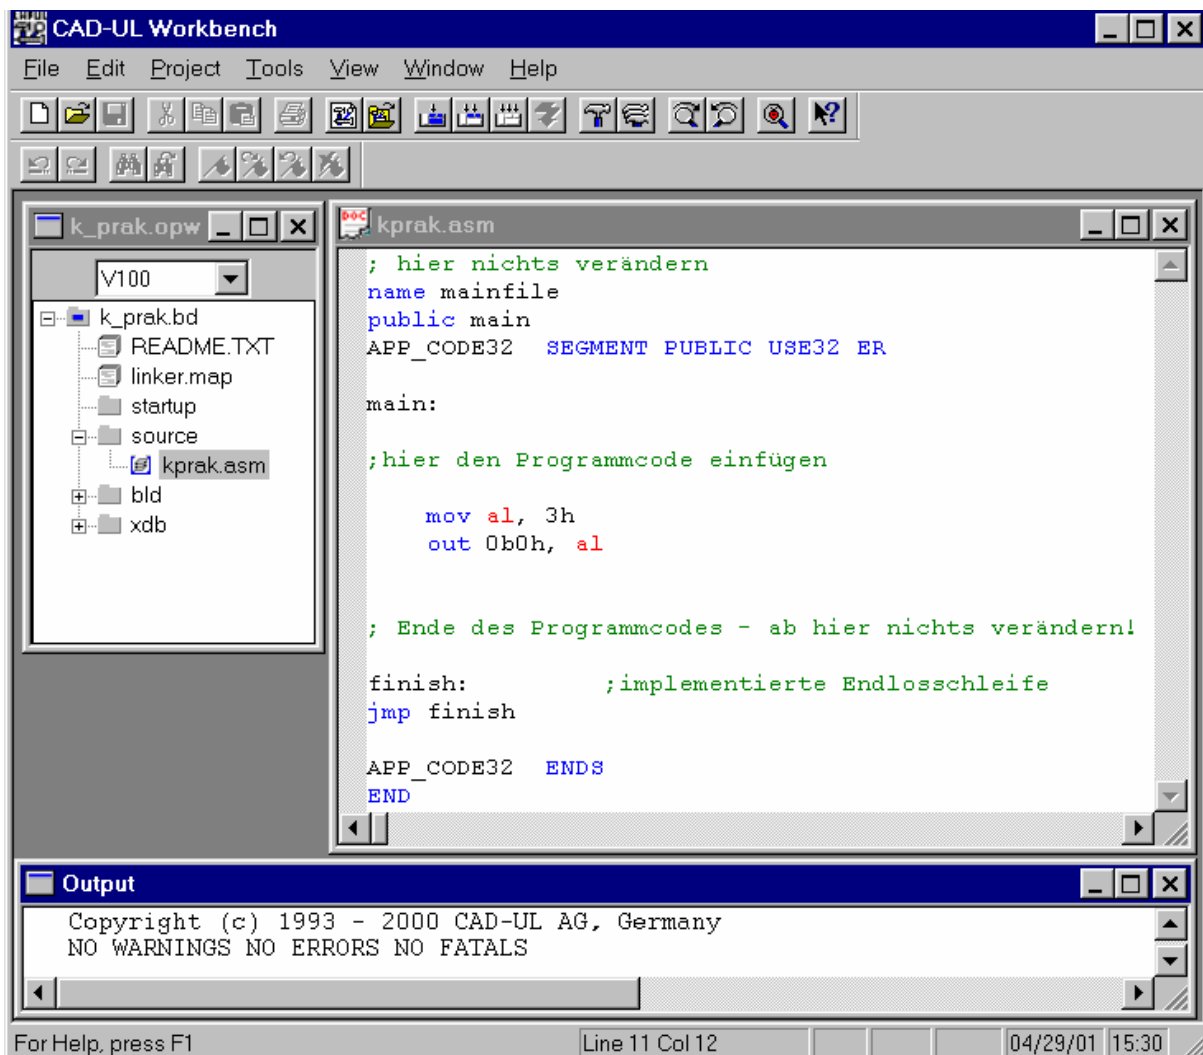 CAD-UL Workbench
File Edit Project Tools View Window Help
k_prak.opw
V100
k_prak.bd
README.TXT
linker.map
startup
source
kprak.asm
bld
xdb
kprak.asm
; hier nichts verändern
name mainfile
public main
APP_CODE32 SEGMENT PUBLIC USE32 ER
main:
;hier den Programmcode einfügen
mov al, 3h
out 0b0h, al
; Ende des Programmcodes - ab hier nichts verändern!
finish: ;implementierte Endlosschleife
jmp finish
APP_CODE32 ENDS
END
Output
Copyright (c) 1993 - 2000 CAD-UL AG, Germany
NO WARNINGS NO ERRORS NO FATALS
For Help, press F1 Line 11 Col 12 04/29/01 15:30